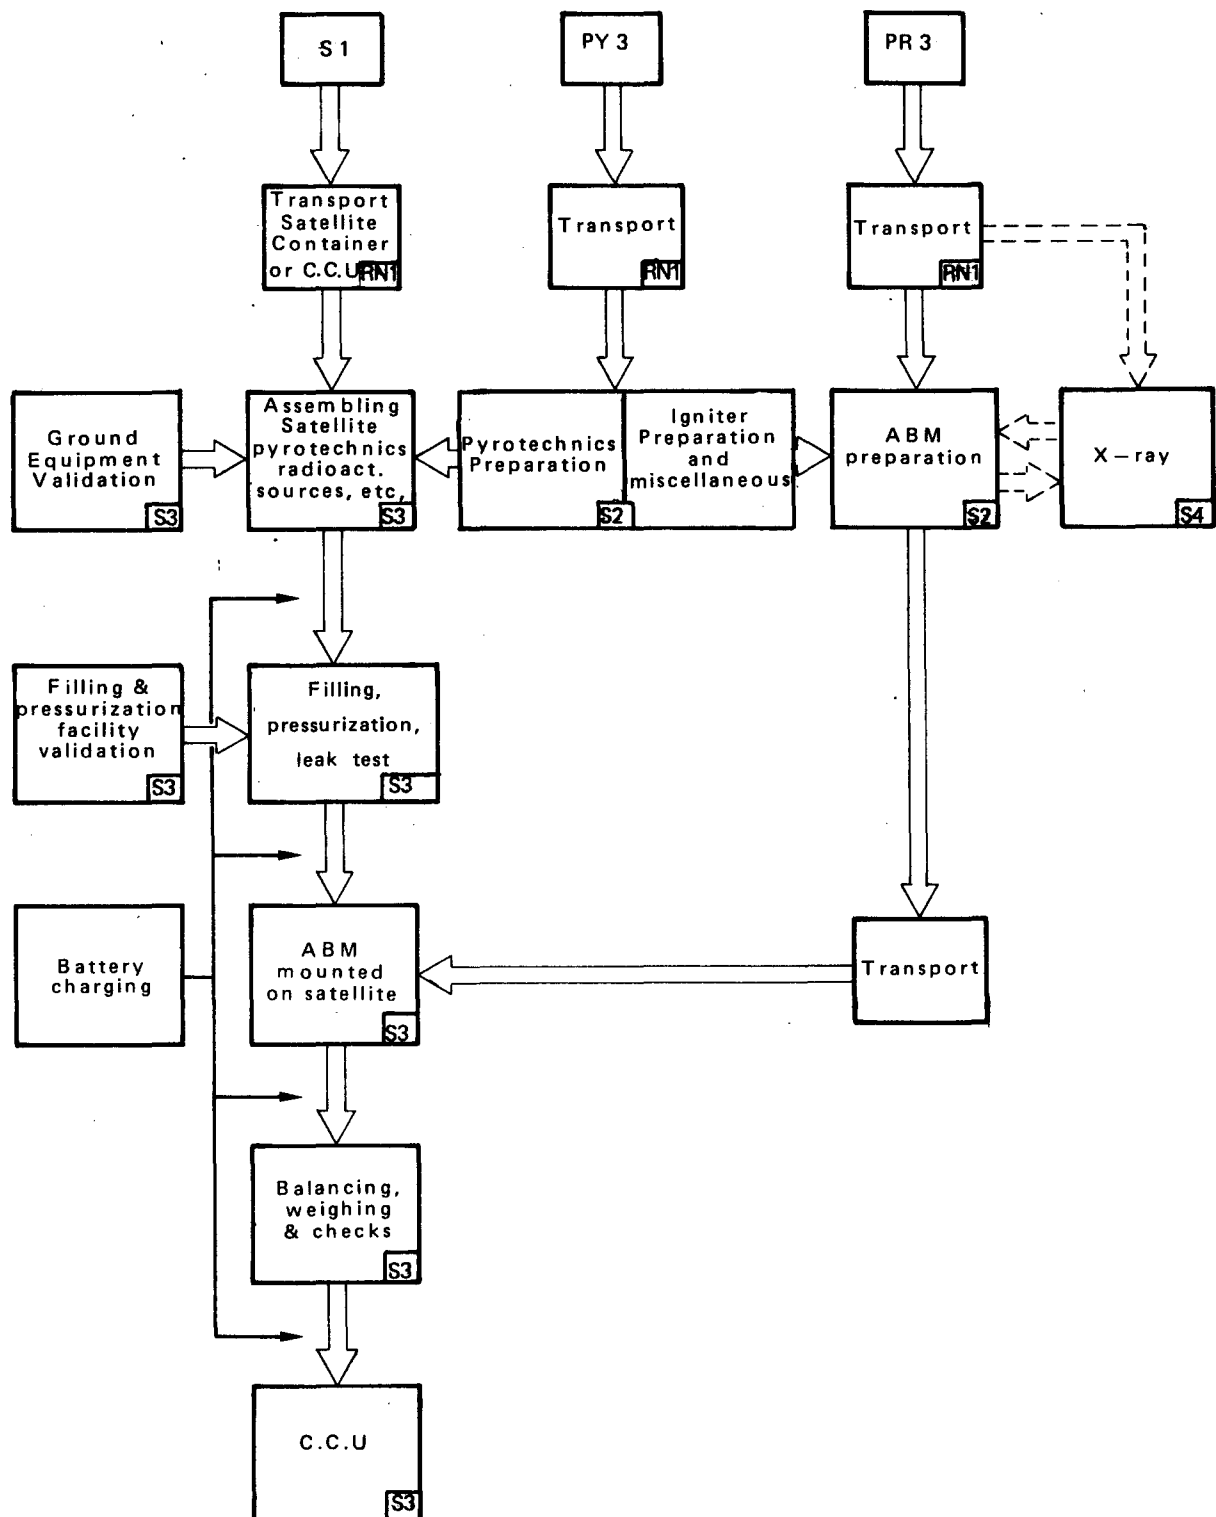 S1
PY 3
PR 3
Transport
Satellite
Container
or C.C.U
RN1
Transport
RN1
Transport
RN1
Ground
Equipment
Validation
S3
Assembling
Satellite
pyrotechnics
radioact.
sources, etc,
S3
Pyrotechnics
Preparation
S2
Igniter
Preparation
and
miscellaneous
ABM
preparation
S2
X-ray
S4
Filling &
pressurization
facility
validation
S3
Filling,
pressurization,
leak test
S3
Battery
charging
ABM
mounted
on satellite
S3
Transport
Balancing,
weighing
& checks
S3
C.C.U
S3